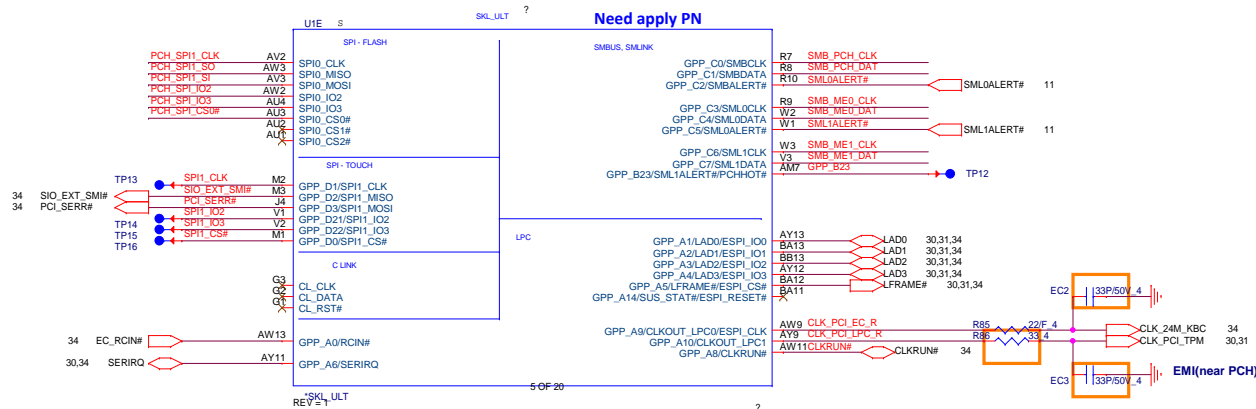 U1E S SKL_ULT ? Need apply PN
SPI - FLASH
SMBUS, SMLINK
PCH_SPI1_CLK AV2 SPI0_CLK
PCH_SPI1_SO AW3 SPI0_MISO
PCH_SPI1_SI AV3 SPI0_MOSI
PCH_SPI_IO2 AW2 SPI0_IO2
PCH_SPI_IO3 AU4 SPI0_IO3
PCH_SPI_CS0# AU3 SPI0_CS0#
AU2 SPI0_CS1#
AU1 SPI0_CS2#
GPP_C0/SMBCLK R7 SMB_PCH_CLK
GPP_C1/SMBDATA R8 SMB_PCH_DAT
GPP_C2/SMBALERT# R10 SML0ALERT# SML0ALERT# 11
GPP_C3/SML0CLK R9 SMB_ME0_CLK
GPP_C4/SML0DATA W2 SMB_ME0_DAT
GPP_C5/SML0ALERT# W1 SML1ALERT# SML1ALERT# 11
GPP_C6/SML1CLK W3 SMB_ME1_CLK
GPP_C7/SML1DATA V3 SMB_ME1_DAT
GPP_B23/SML1ALERT#/PCHHOT# AM7 GPP_B23 TP12
SPI - TOUCH
TP13 SPI1_CLK M2 GPP_D1/SPI1_CLK
34 SIO_EXT_SMI# SIO_EXT_SMI# M3 GPP_D2/SPI1_MISO
34 PCI_SERR# PCI_SERR# J4 GPP_D3/SPI1_MOSI
TP14 SPI1_IO2 V1 GPP_D21/SPI1_IO2
TP15 SPI1_IO3 V2 GPP_D22/SPI1_IO3
TP16 SPI1_CS# M1 GPP_D0/SPI1_CS#
LPC
GPP_A1/LAD0/ESPI_IO0 AY13 LAD0 30,31,34
GPP_A2/LAD1/ESPI_IO1 BA13 LAD1 30,31,34
GPP_A3/LAD2/ESPI_IO2 BB13 LAD2 30,31,34
GPP_A4/LAD3/ESPI_IO3 AY12 LAD3 30,31,34
GPP_A5/LFRAME#/ESPI_CS# BA12 LFRAME# 30,31,34
GPP_A14/SUS_STAT#/ESPI_RESET# BA11
C LINK
G3 CL_CLK
G2 CL_DATA
G1 CL_RST#
EC2 33P/50V_4
34 EC_RCIN# AW13 GPP_A0/RCIN#
30,34 SERIRQ AY11 GPP_A6/SERIRQ
GPP_A9/CLKOUT_LPC0/ESPI_CLK AW9 CLK_PCI_EC_R R85 22/F_4 CLK_24M_KBC 34
GPP_A10/CLKOUT_LPC1 AY9 CLK_PCI_LPC_R R86 33_4 CLK_PCI_TPM 30,31
GPP_A8/CLKRUN# AW11 CLKRUN# CLKRUN# 34
EC3 33P/50V_4 EMI(near PCH)
5 OF 20
*SKL_ULT
REV = 1 ?